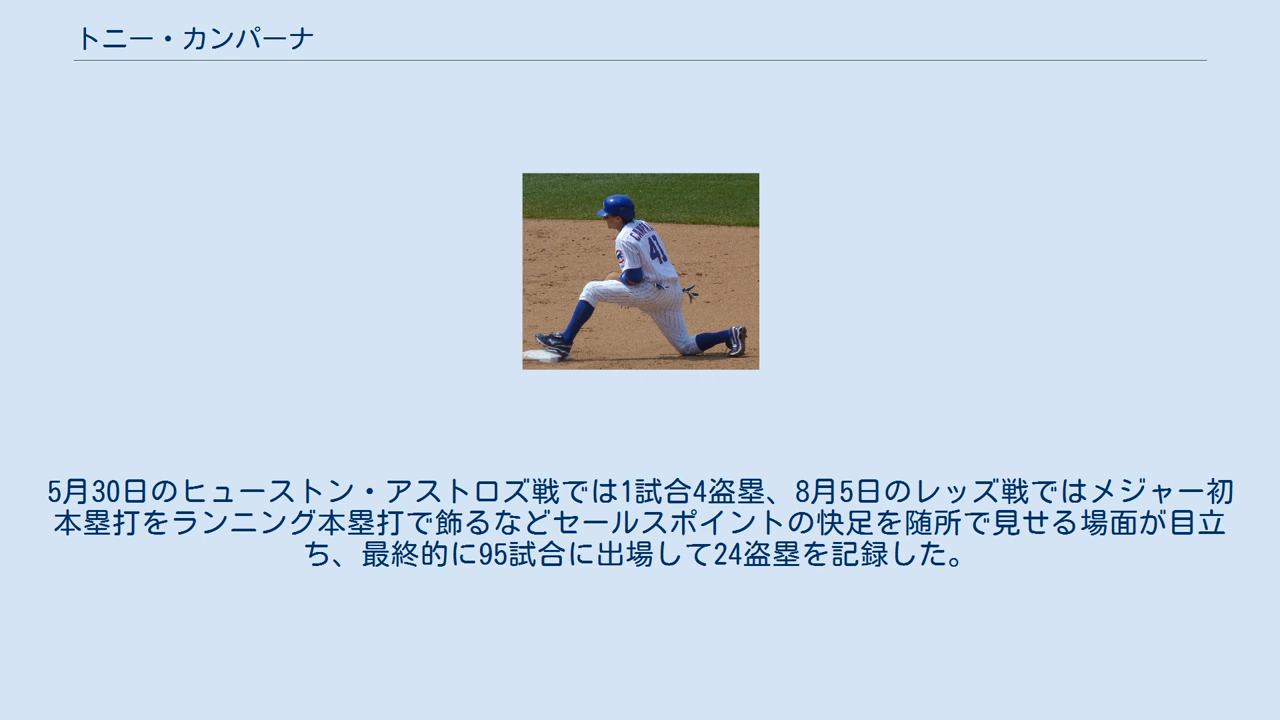 トニー・カンパーナ
41
5月30日のヒューストン・アストロズ戦では1試合4盗塁、8月5日のレッズ戦ではメジャー初
本塁打をランニング本塁打で飾るなどセールスポイントの快足を随所で見せる場面が目立
ち、最終的に95試合に出場して24盗塁を記録した。